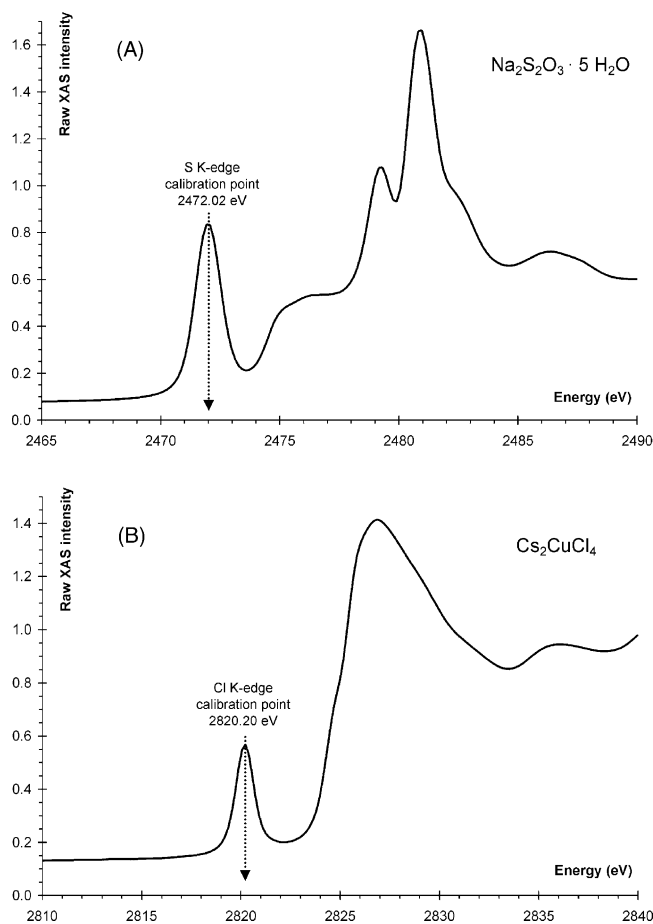 (A)
Na2S2O3 · 5 H2O
Raw XAS intensity
1.6
1.4
1.2
1.0
0.8
0.6
0.4
0.2
0.0
S K-edge
calibration point
2472.02 eV
Energy (eV)
2465 2470 2475 2480 2485 2490
(B)
Cs2CuCl4
Raw XAS intensity
1.4
1.2
1.0
0.8
0.6
0.4
0.2
0.0
Cl K-edge
calibration point
2820.20 eV
Energy (eV)
2810 2815 2820 2825 2830 2835 2840